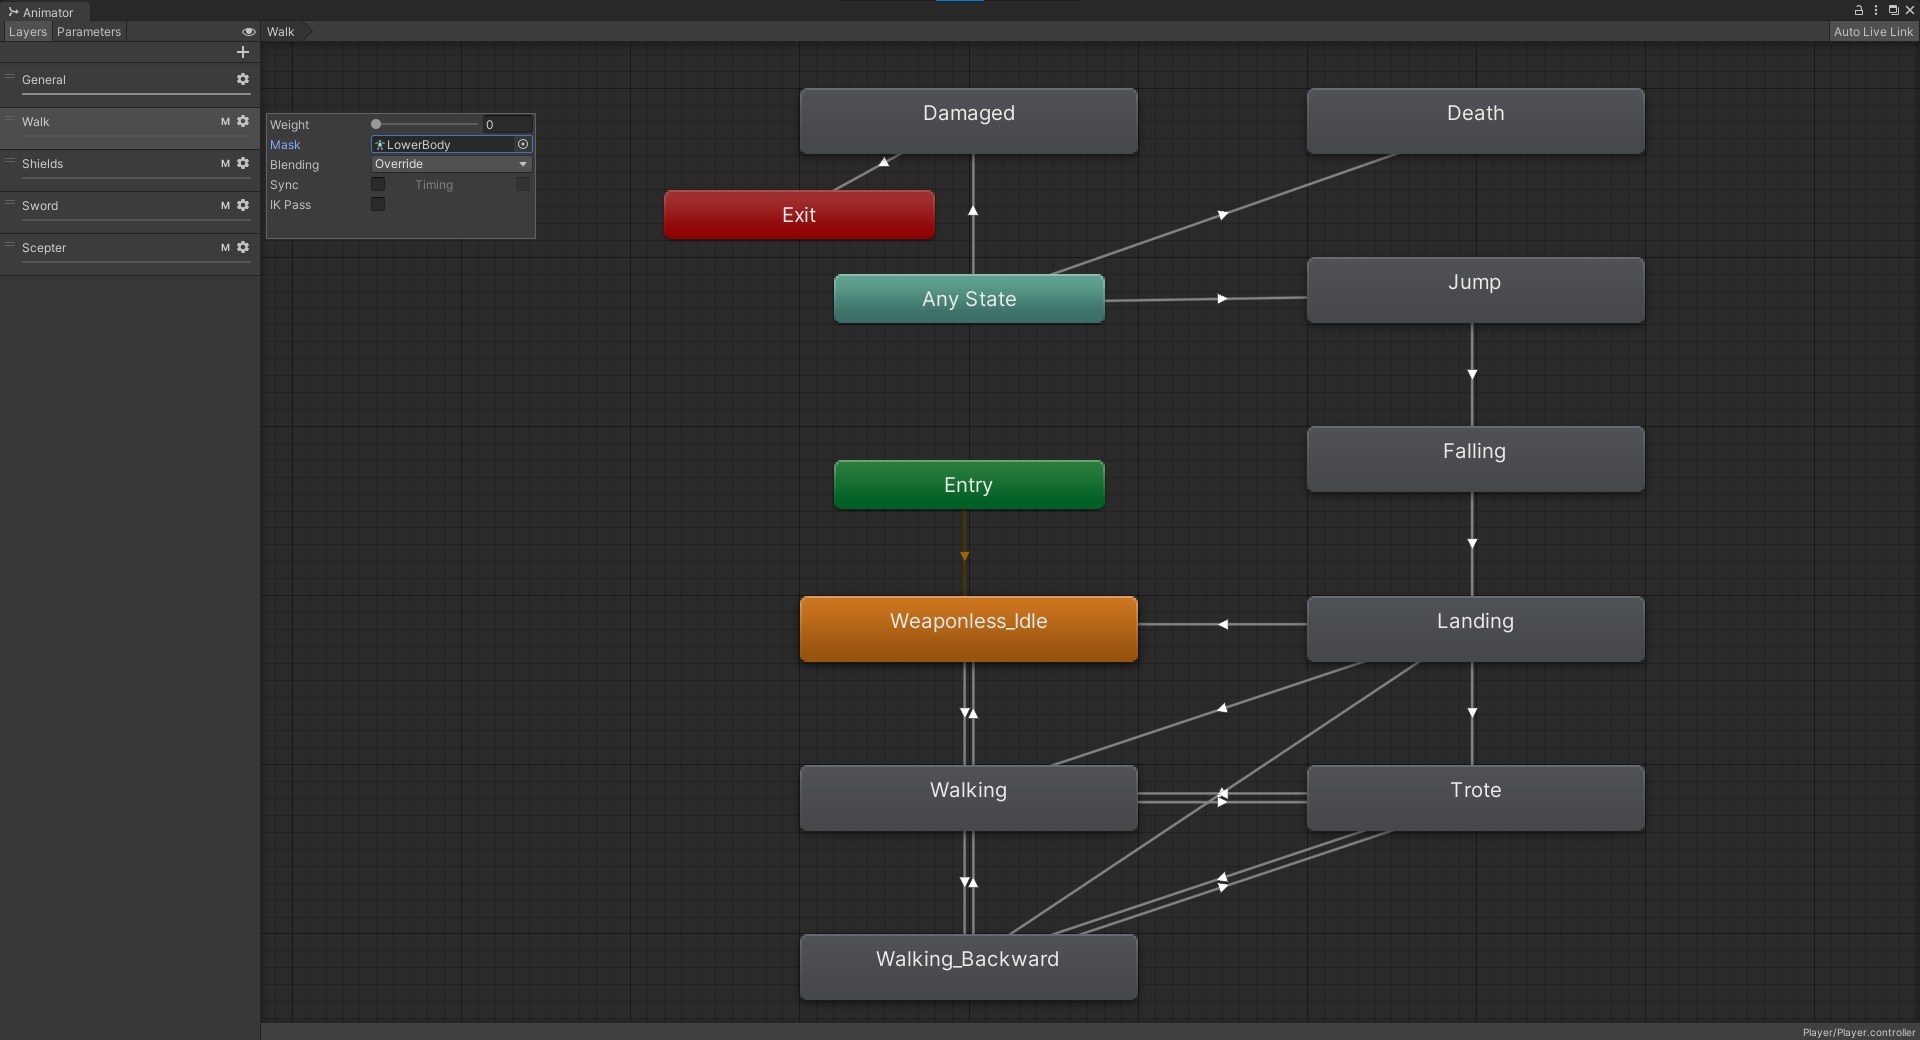 Animator
Layers Parameters
Walk
Auto Live Link
General
Walk M
Shields M
Sword M
Scepter M
Weight 0
Mask LowerBody
Blending Override
Sync Timing
IK Pass
Damaged
Death
Exit
Any State
Jump
Falling
Entry
Weaponless_Idle
Landing
Walking
Trote
Walking_Backward
Player/Player.controller